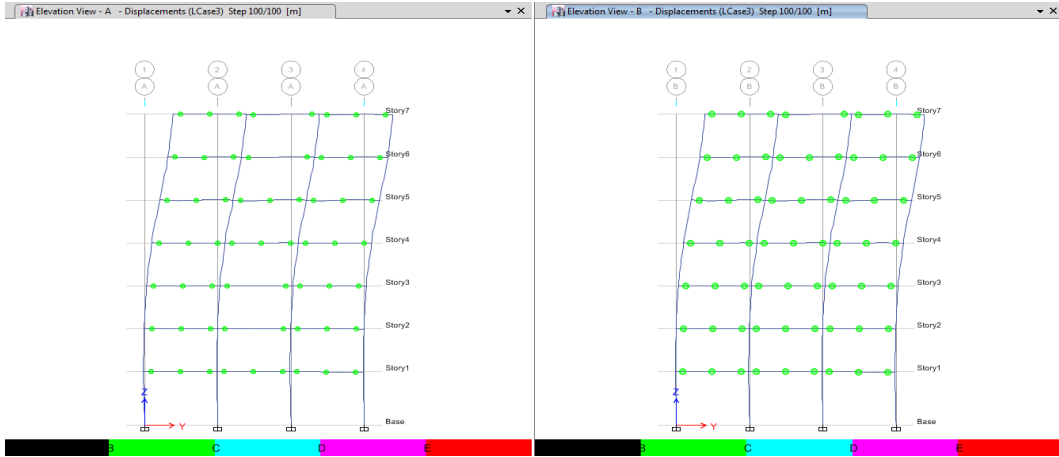 Elevation View - A - Displacements (LCase3) Step 100/100 [m]
1 2 3 4
A A A A
Story7
Story6
Story5
Story4
Story3
Story2
Story1
Z
Base
Y
B C D E
Elevation View - B - Displacements (LCase3) Step 100/100 [m]
1 2 3 4
B B B B
Story7
Story6
Story5
Story4
Story3
Story2
Story1
Z
Base
Y
B C D E